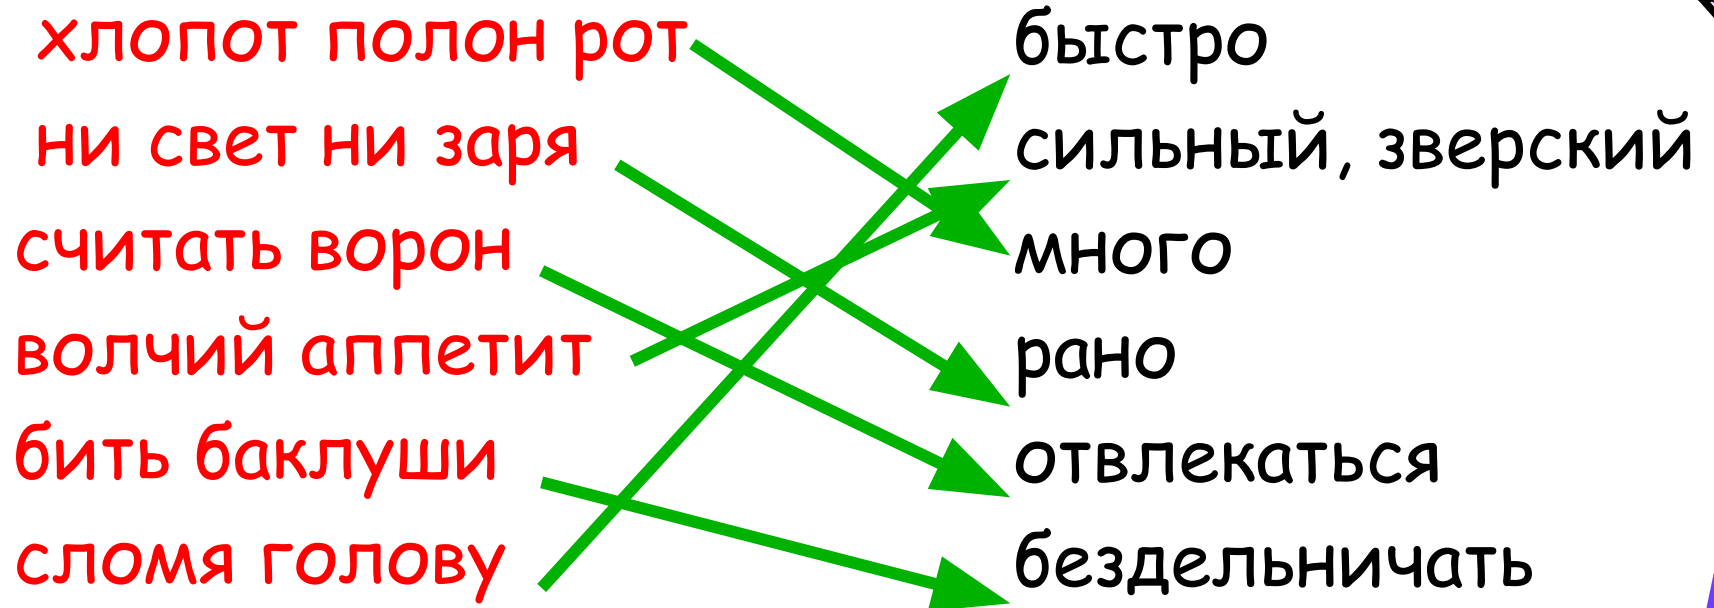 хлопот полон рот
ни свет ни заря
считать ворон
волчий аппетит
бить баклуши
сломя голову
быстро
сильный, зверский
много
рано
отвлекаться
бездельничать